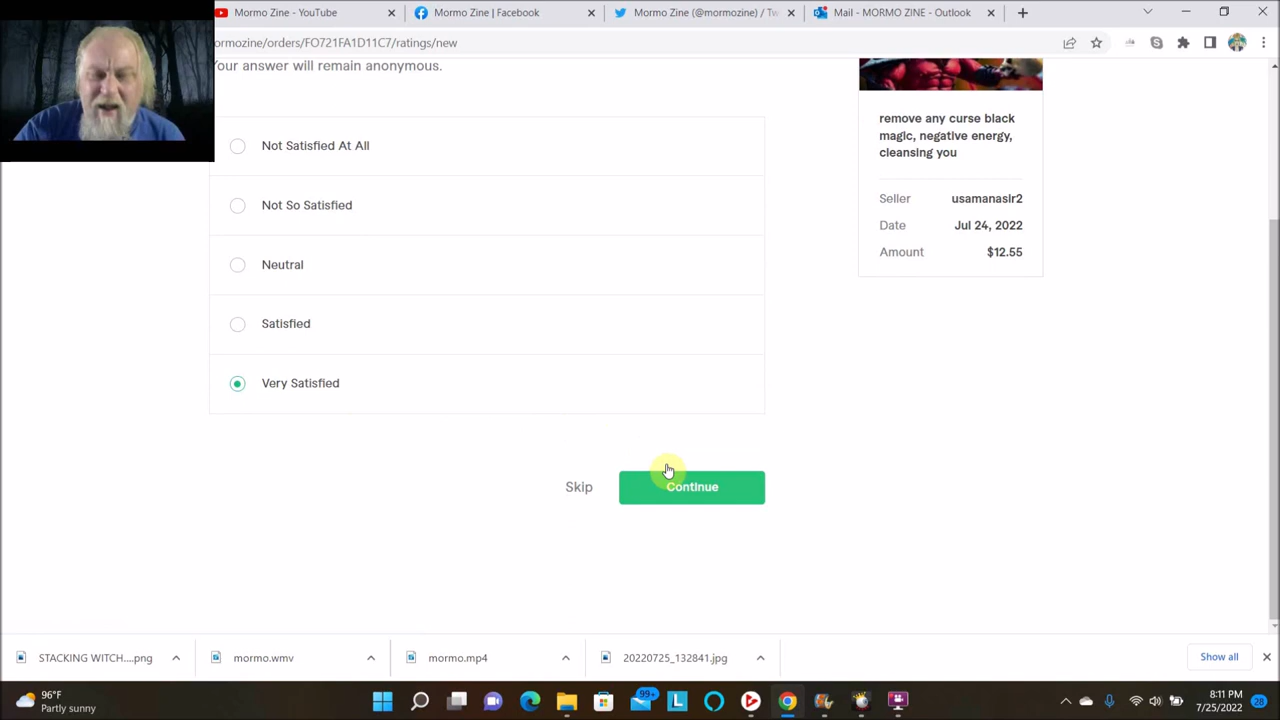 Mormo Zine - YouTube
Mormo Zine | Facebook
Mormo Zine (@mormozine) / Tw
Mail - MORMO ZINE - Outlook
mormozine/orders/FO721FA1D11C7/ratings/new
Your answer will remain anonymous.
Not Satisfied At All
Not So Satisfied
Neutral
Satisfied
Very Satisfied
Skip
Continue
remove any curse black
magic, negative energy,
cleansing you
Seller usamanasir2
Date Jul 24, 2022
Amount $12.55
STACKING WITCH....png
mormo.wmv
mormo.mp4
20220725_132841.jpg
Show all
96°F
Partly sunny
99+
L
8:11 PM
7/25/2022
28